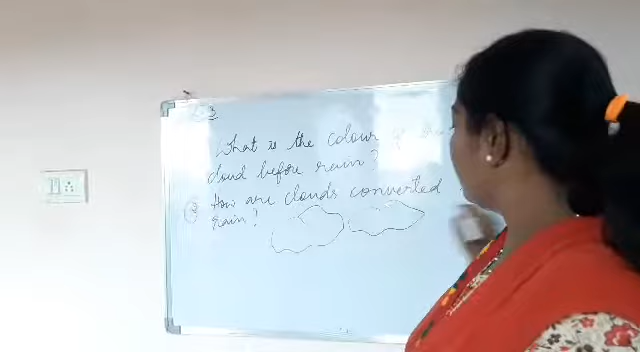 What is the colour of the
cloud before rain?
How are clouds converted
rain?